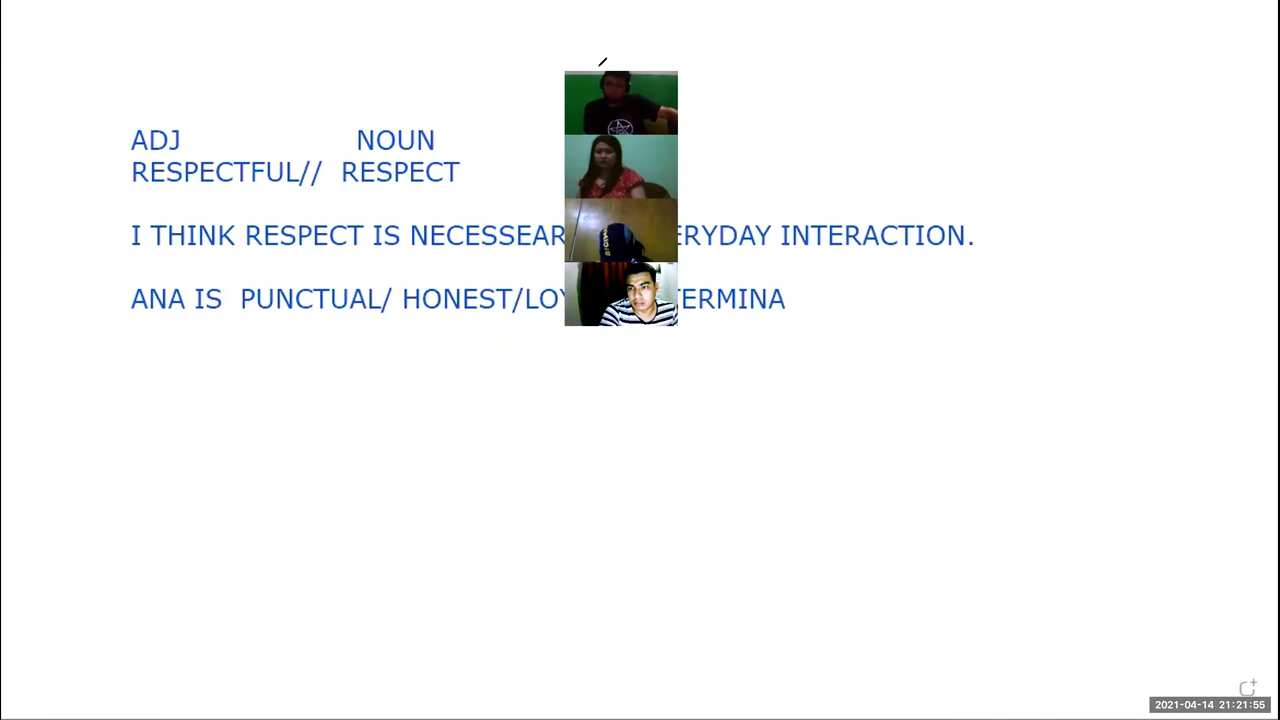 ADJ NOUN
RESPECTFUL// RESPECT
I THINK RESPECT IS NECESSEAR ERYDAY INTERACTION.
ANA IS PUNCTUAL/ HONEST/LOY ERMINA
2021-04-14 21:21:55